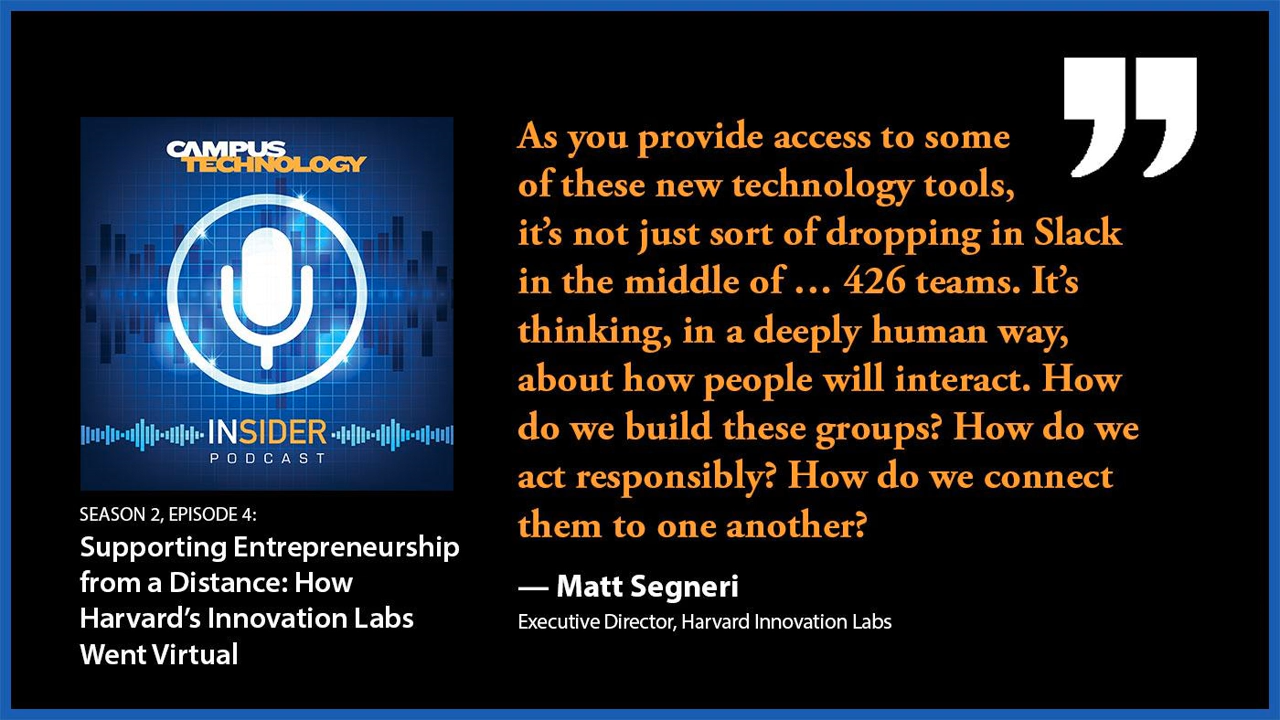 CAMPUS
TECHNOLOGY
INSIDER
PODCAST
SEASON 2, EPISODE 4:
Supporting Entrepreneurship
from a Distance: How
Harvard’s Innovation Labs
Went Virtual
”
As you provide access to some
of these new technology tools,
it’s not just sort of dropping in Slack
in the middle of … 426 teams. It’s
thinking, in a deeply human way,
about how people will interact. How
do we build these groups? How do we
act responsibly? How do we connect
them to one another?
— Matt Segneri
Executive Director, Harvard Innovation Labs